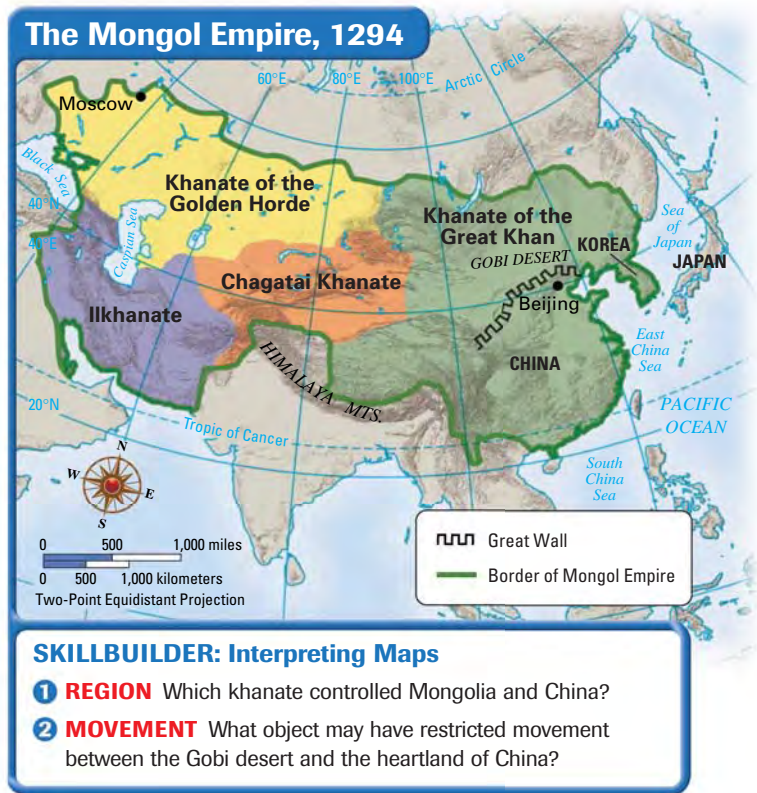 The Mongol Empire, 1294
60°E
80°E
100°E
Arctic Circle
Moscow
Black Sea
40°N
40°E
Caspian Sea
Khanate of the
Golden Horde
Khanate of the
Great Khan
GOBI DESERT
KOREA
Sea
of
Japan
JAPAN
Chagatai Khanate
Ilkhanate
Beijing
HIMALAYA MTS.
CHINA
East
China
Sea
20°N
Tropic of Cancer
PACIFIC
OCEAN
South
China
Sea
N
W
E
S
0 500 1,000 miles
0 500 1,000 kilometers
Two-Point Equidistant Projection
Great Wall
Border of Mongol Empire
SKILLBUILDER: Interpreting Maps
1 REGION Which khanate controlled Mongolia and China?
2 MOVEMENT What object may have restricted movement
between the Gobi desert and the heartland of China?